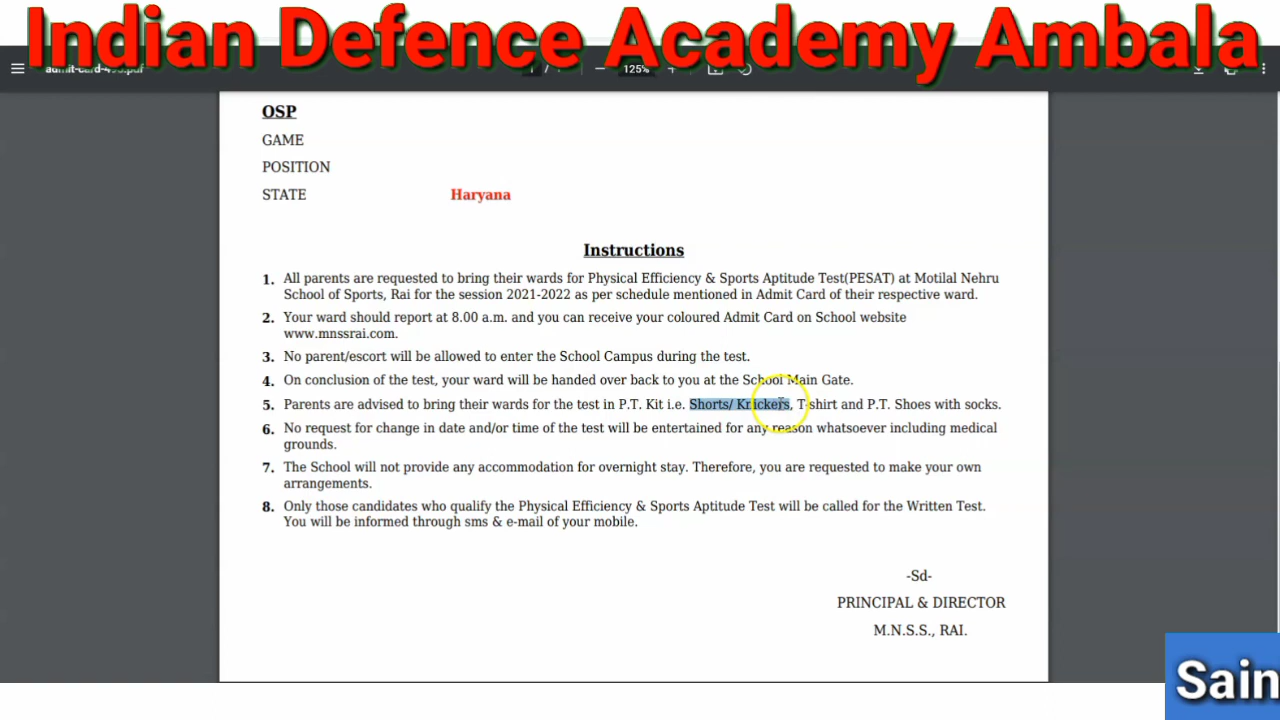 Indian Defence Academy Ambala
125%
OSP
GAME
POSITION
STATE Haryana
Instructions
1. All parents are requested to bring their wards for Physical Efficiency & Sports Aptitude Test(PESAT) at Motilal Nehru
School of Sports, Rai for the session 2021-2022 as per schedule mentioned in Admit Card of their respective ward.
2. Your ward should report at 8.00 a.m. and you can receive your coloured Admit Card on School website
www.mnssrai.com.
3. No parent/escort will be allowed to enter the School Campus during the test.
4. On conclusion of the test, your ward will be handed over back to you at the School Main Gate.
5. Parents are advised to bring their wards for the test in P.T. Kit i.e. Shorts/ Knickers, T-shirt and P.T. Shoes with socks.
6. No request for change in date and/or time of the test will be entertained for any reason whatsoever including medical
grounds.
7. The School will not provide any accommodation for overnight stay. Therefore, you are requested to make your own
arrangements.
8. Only those candidates who qualify the Physical Efficiency & Sports Aptitude Test will be called for the Written Test.
You will be informed through sms & e-mail of your mobile.
-Sd-
PRINCIPAL & DIRECTOR
M.N.S.S., RAI.
Sain